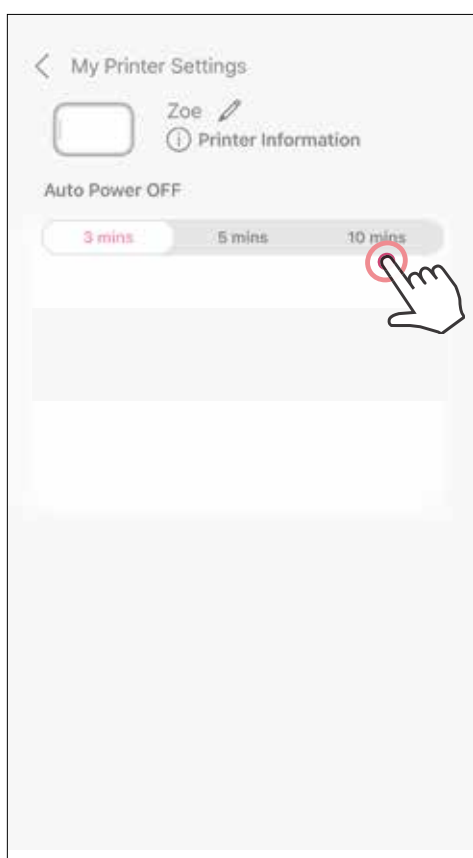 My Printer Settings
Zoe
Printer Information
Auto Power OFF
3 mins 5 mins 10 mins